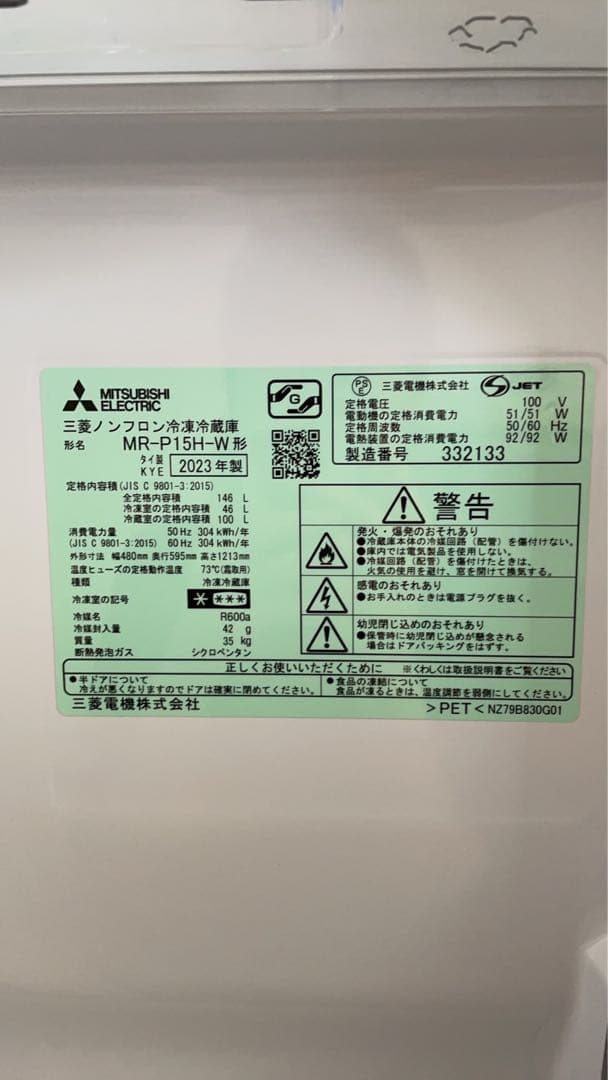 MITSUBISHI
ELECTRIC
三菱ノンフロン冷凍冷蔵庫
形名 MR-P15H-W形
タイ製
KYE 2023年製
定格内容積(JIS C 9801-3:2015)
全定格内容積 146 L
冷凍室の定格内容積 46 L
冷蔵室の定格内容積 100 L
消費電力量 50Hz 304kWh/年
(JIS C 9801-3:2015) 60Hz 304kWh/年
外形寸法 幅480mm 奥行595mm 高さ1213mm
温度ヒューズの定格動作温度 73℃(霜取用)
種類 冷凍冷蔵庫
冷凍室の記号 ****
冷媒名 R600a
冷媒封入量 42 g
質量 35 kg
断熱発泡ガス シクロペンタン
G
PSE 三菱電機株式会社 S JET
定格電圧 100 V
電動機の定格消費電力 51/51 W
定格周波数 50/60 Hz
電熱装置の定格消費電力 92/92 W
製造番号 332133
警告
発火・爆発のおそれあり
●冷蔵庫本体の冷媒回路（配管）を傷付けない。
●庫内では電気製品を使用しない。
●冷媒回路（配管）を傷付けたときは、
火気の使用を避け、窓を開けて換気する。
感電のおそれあり
●お手入れのときは電源プラグを抜く。
幼児閉じ込めのおそれあり
●保管時に幼児閉じ込めが懸念される
場合はドアパッキングをはずす。
正しくお使いいただくために ※くわしくは取扱説明書をご覧ください
●半ドアについて
冷えが悪くなりますのでドアは確実に閉めてください。
●食品の凍結について
食品が凍るときは、温度調節を弱側にしてください。
三菱電機株式会社 >PET< NZ79B830G01